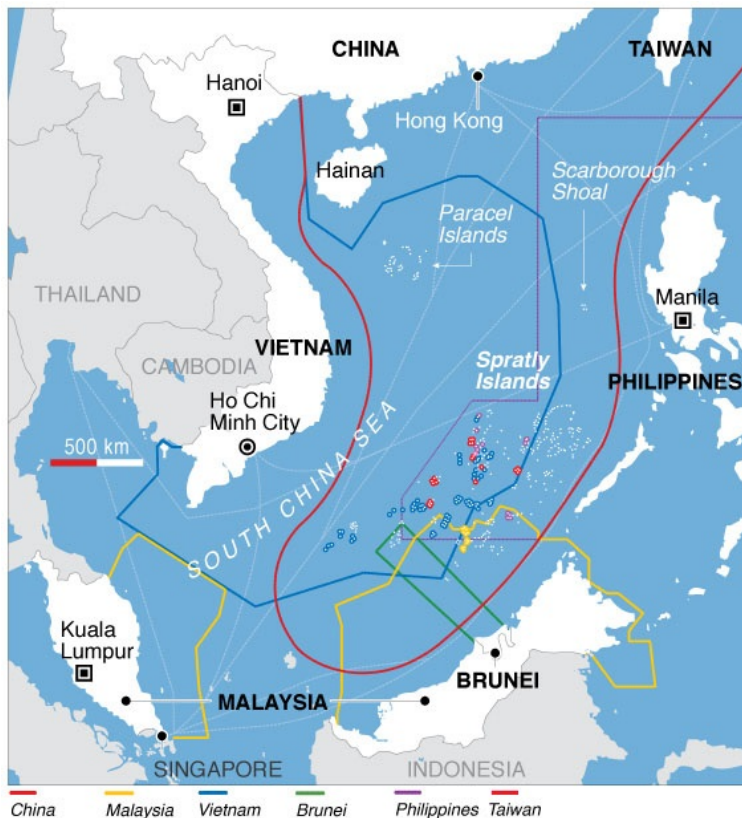 CHINA
TAIWAN
Hanoi
Hong Kong
Hainan
Scarborough
Shoal
Paracel
Islands
THAILAND
Manila
VIETNAM
CAMBODIA
Spratly
Islands
PHILIPPINES
Ho Chi
Minh City
500 km
SOUTH CHINA SEA
Kuala
Lumpur
BRUNEI
MALAYSIA
SINGAPORE
INDONESIA
China
Malaysia
Vietnam
Brunei
Philippines
Taiwan